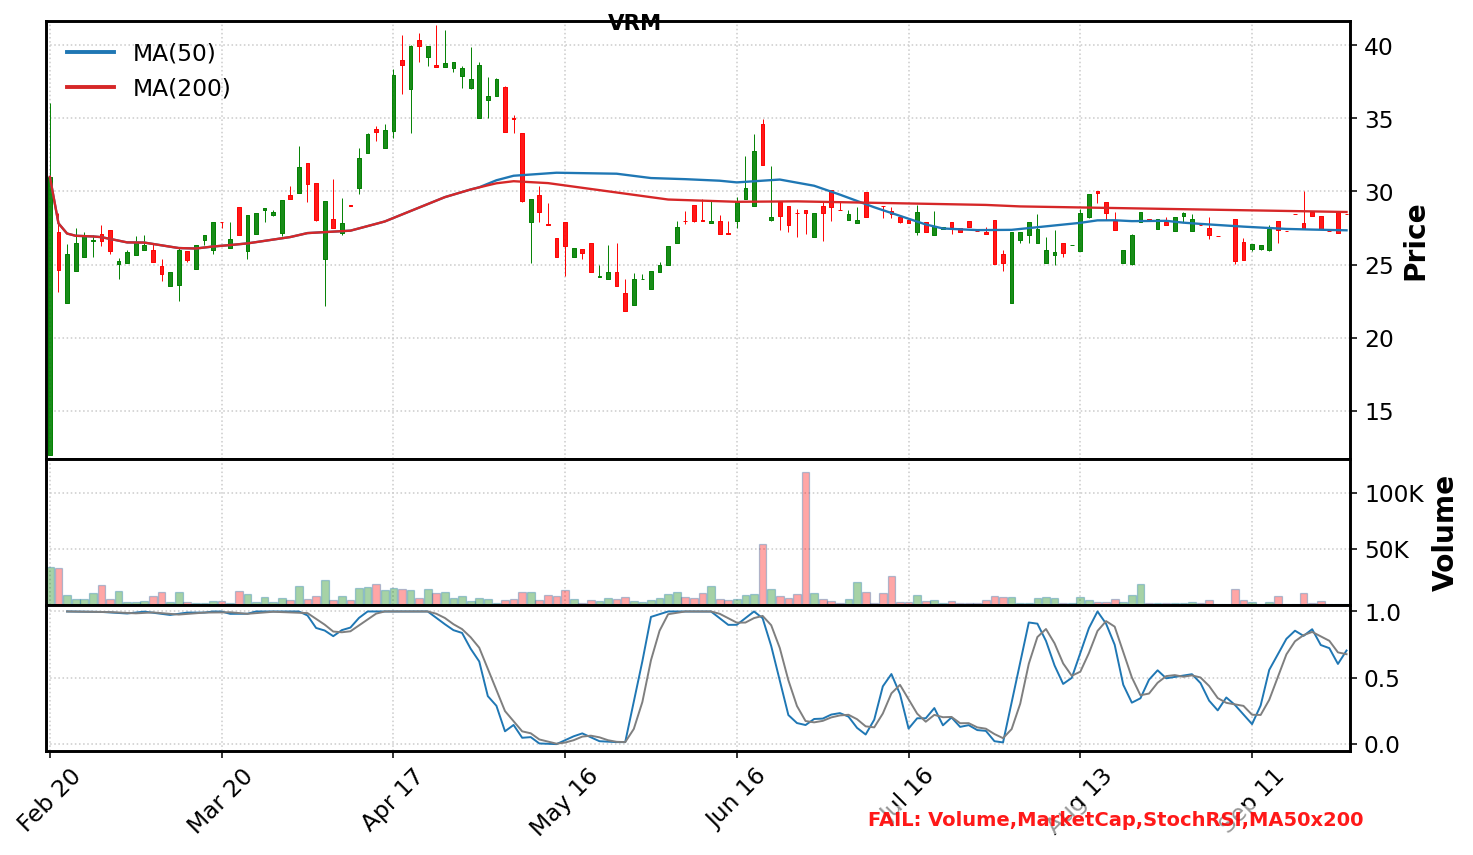 VRM
MA(50)
MA(200)
40
35
30
25
20
15
Price
100K
50K
Volume
1.0
0.5
0.0
Feb 20
Mar 20
Apr 17
May 16
Jun 16
Jul 16
Aug 13
Sep 11
FAIL: Volume,MarketCap,StochRSI,MA50x200